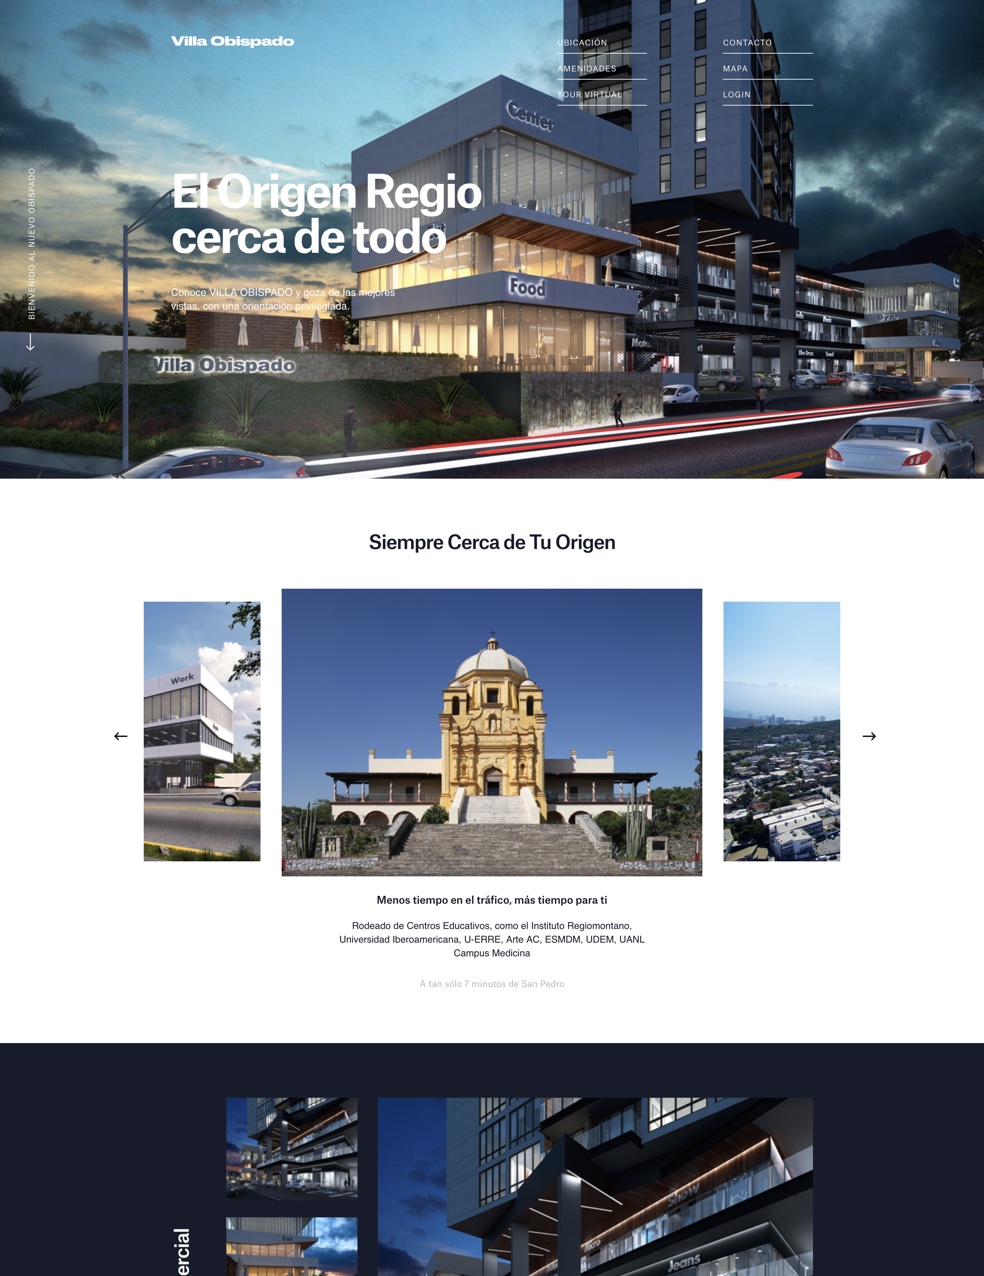 Villa Obispado
UBICACIÓN
CONTACTO
AMENIDADES
MAPA
TOUR VIRTUAL
LOGIN
BIENVENIDO AL NUEVO OBISPADO
El Origen Regio
cerca de todo
Conoce VILLA OBISPADO y goza de las mejores
vistas, con una orientación privilegiada.
Center
Food
Villa Obispado
Siempre Cerca de Tu Origen
Work
Menos tiempo en el tráfico, más tiempo para ti
Rodeado de Centros Educativos, como el Instituto Regiomontano,
Universidad Iberoamericana, U-ERRE, Arte AC, ESMDM, UDEM, UANL
Campus Medicina
A tan sólo 7 minutos de San Pedro
ercial
Show
Jeans